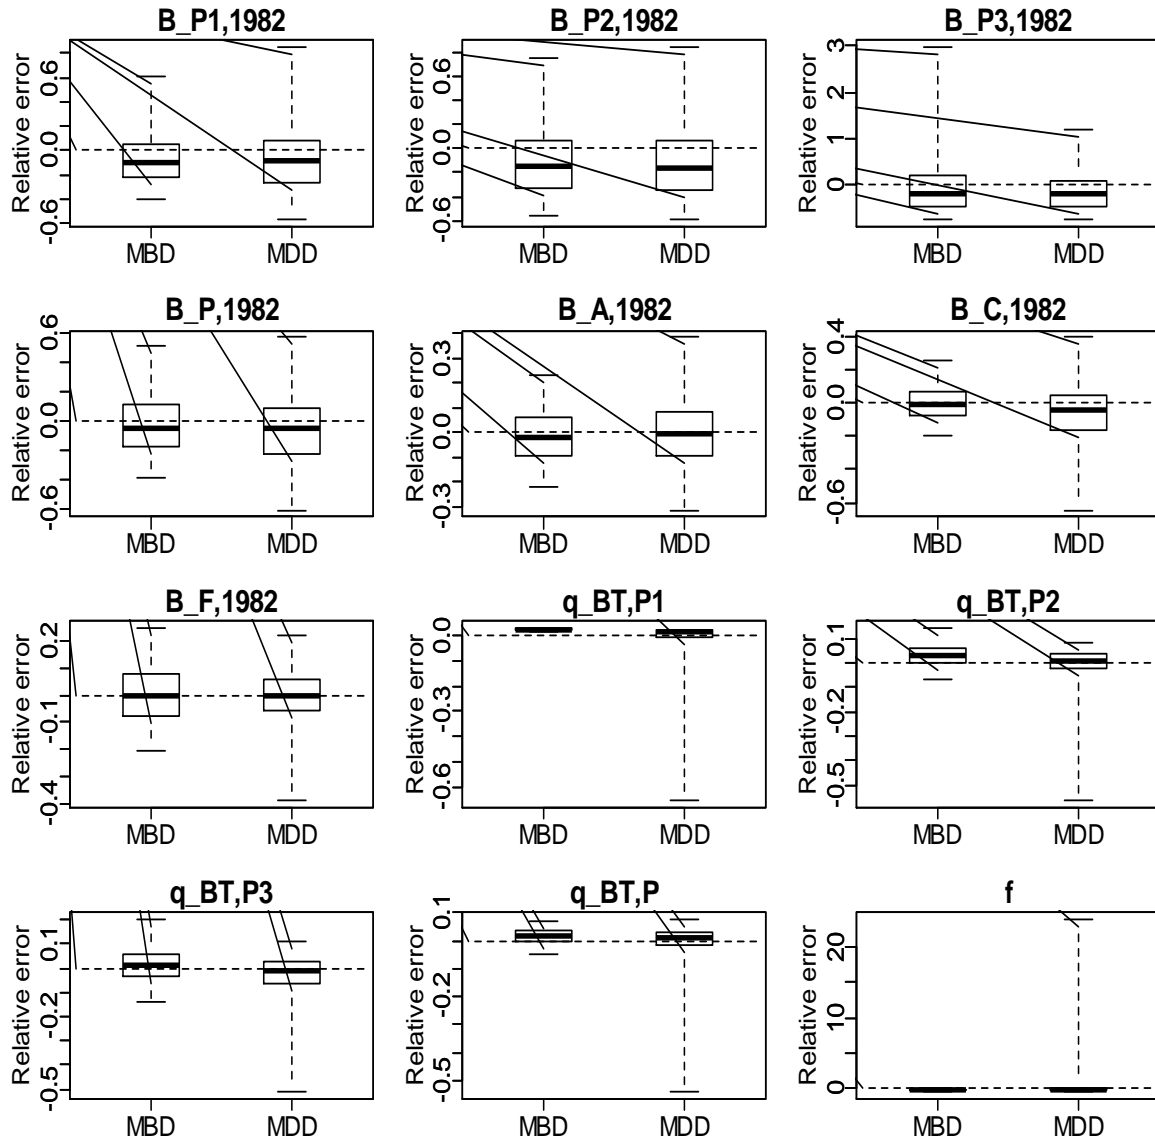 B_P1,1982
B_P2,1982
B_P3,1982
Relative error
-0.6
0.0
0.6
MBD
MDD
Relative error
-0.6
0.0
0.6
MBD
MDD
Relative error
0
1
2
3
MBD
MDD
B_P,1982
B_A,1982
B_C,1982
Relative error
-0.6
0.0
0.6
MBD
MDD
Relative error
-0.3
0.0
0.3
MBD
MDD
Relative error
-0.6
0.0
0.4
MBD
MDD
B_F,1982
q_BT,P1
q_BT,P2
Relative error
-0.4
-0.1
0.2
MBD
MDD
Relative error
-0.6
-0.3
0.0
MBD
MDD
Relative error
-0.5
-0.2
0.1
MBD
MDD
q_BT,P3
q_BT,P
f
Relative error
-0.5
-0.2
0.1
MBD
MDD
Relative error
-0.5
-0.2
0.1
MBD
MDD
Relative error
0
10
20
MBD
MDD